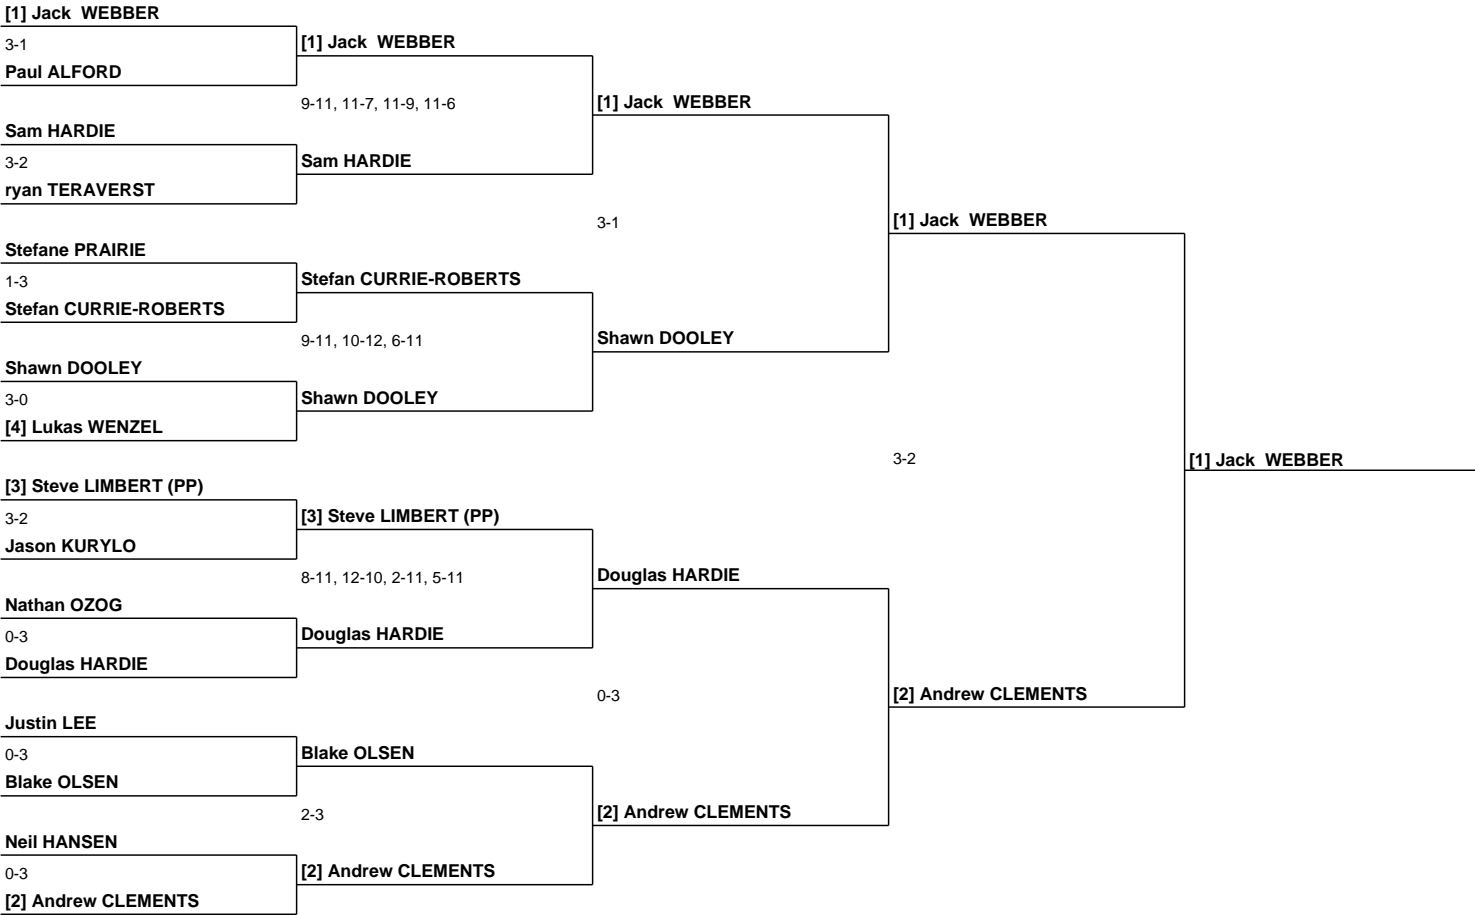 [1] Jack  WEBBER
3-1
Paul ALFORD
Sam HARDIE
3-2
ryan TERAVERST
Stefane PRAIRIE
1-3
Stefan CURRIE-ROBERTS
Shawn DOOLEY
3-0
[4] Lukas WENZEL
[3] Steve LIMBERT (PP)
3-2
Jason KURYLO
Nathan OZOG
0-3
Douglas HARDIE
Justin LEE
0-3
Blake OLSEN
Neil HANSEN
0-3
[2] Andrew CLEMENTS
[1] Jack  WEBBER
9-11, 11-7, 11-9, 11-6
Sam HARDIE
Stefan CURRIE-ROBERTS
9-11, 10-12, 6-11
Shawn DOOLEY
[3] Steve LIMBERT (PP)
8-11, 12-10, 2-11, 5-11
Douglas HARDIE
Blake OLSEN
2-3
[2] Andrew CLEMENTS
[1] Jack  WEBBER
3-1
Shawn DOOLEY
Douglas HARDIE
0-3
[2] Andrew CLEMENTS
[1] Jack  WEBBER
3-2
[2] Andrew CLEMENTS
[1] Jack  WEBBER